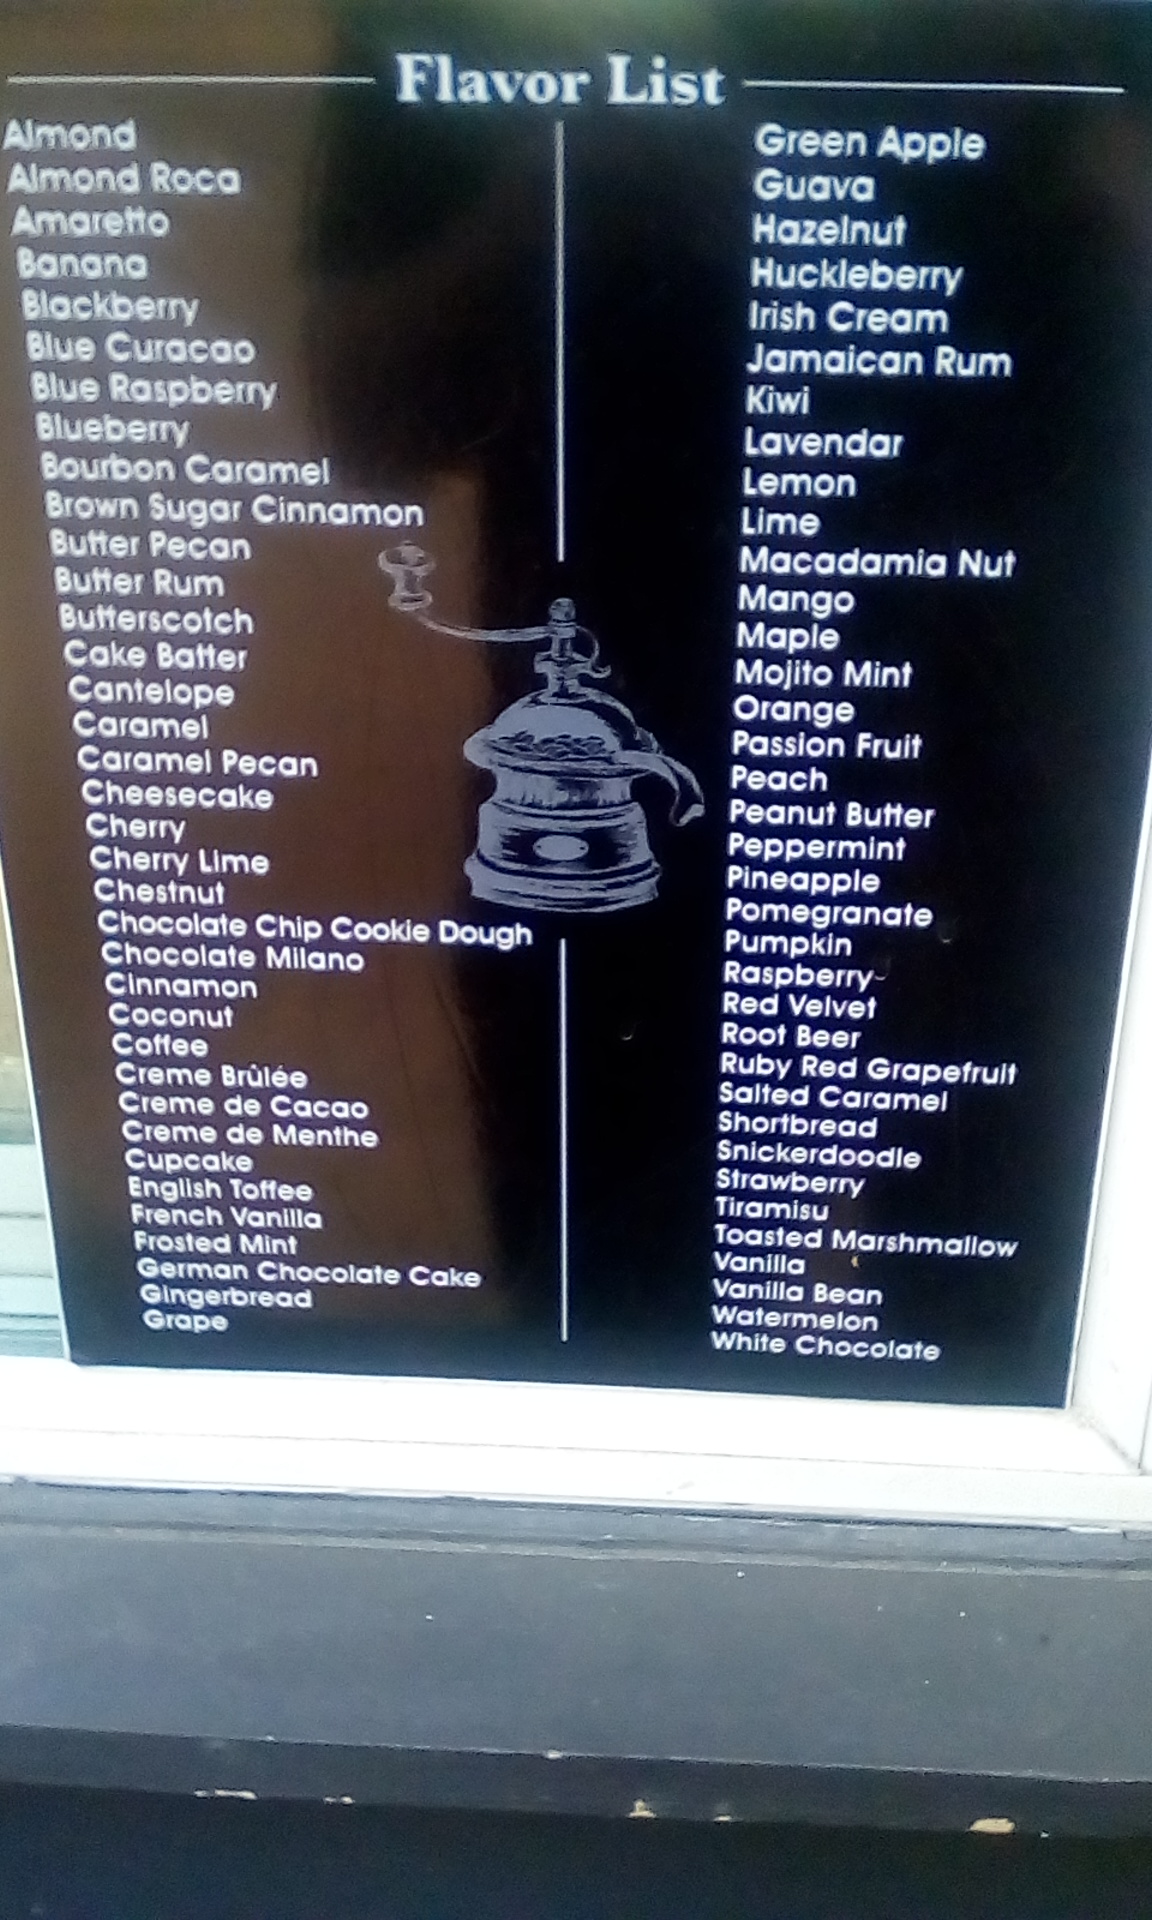 Flavor List
Almond
Almond Roca
Amaretto
Banana
Blackberry
Blue Curacao
Blue Raspberry
Blueberry
Bourbon Caramel
Brown Sugar Cinnamon
Butter Pecan
Butter Rum
Butterscotch
Cake Batter
Cantelope
Caramel
Caramel Pecan
Cheesecake
Cherry
Cherry Lime
Chestnut
Chocolate Chip Cookie Dough
Chocolate Milano
Cinnamon
Coconut
Coffee
Creme Brûlée
Creme de Cacao
Creme de Menthe
Cupcake
English Toffee
French Vanilla
Frosted Mint
German Chocolate Cake
Gingerbread
Grape
Green Apple
Guava
Hazelnut
Huckleberry
Irish Cream
Jamaican Rum
Kiwi
Lavendar
Lemon
Lime
Macadamia Nut
Mango
Maple
Mojito Mint
Orange
Passion Fruit
Peach
Peanut Butter
Peppermint
Pineapple
Pomegranate
Pumpkin
Raspberry
Red Velvet
Root Beer
Ruby Red Grapefruit
Salted Caramel
Shortbread
Snickerdoodle
Strawberry
Tiramisu
Toasted Marshmallow
Vanilla
Vanilla Bean
Watermelon
White Chocolate